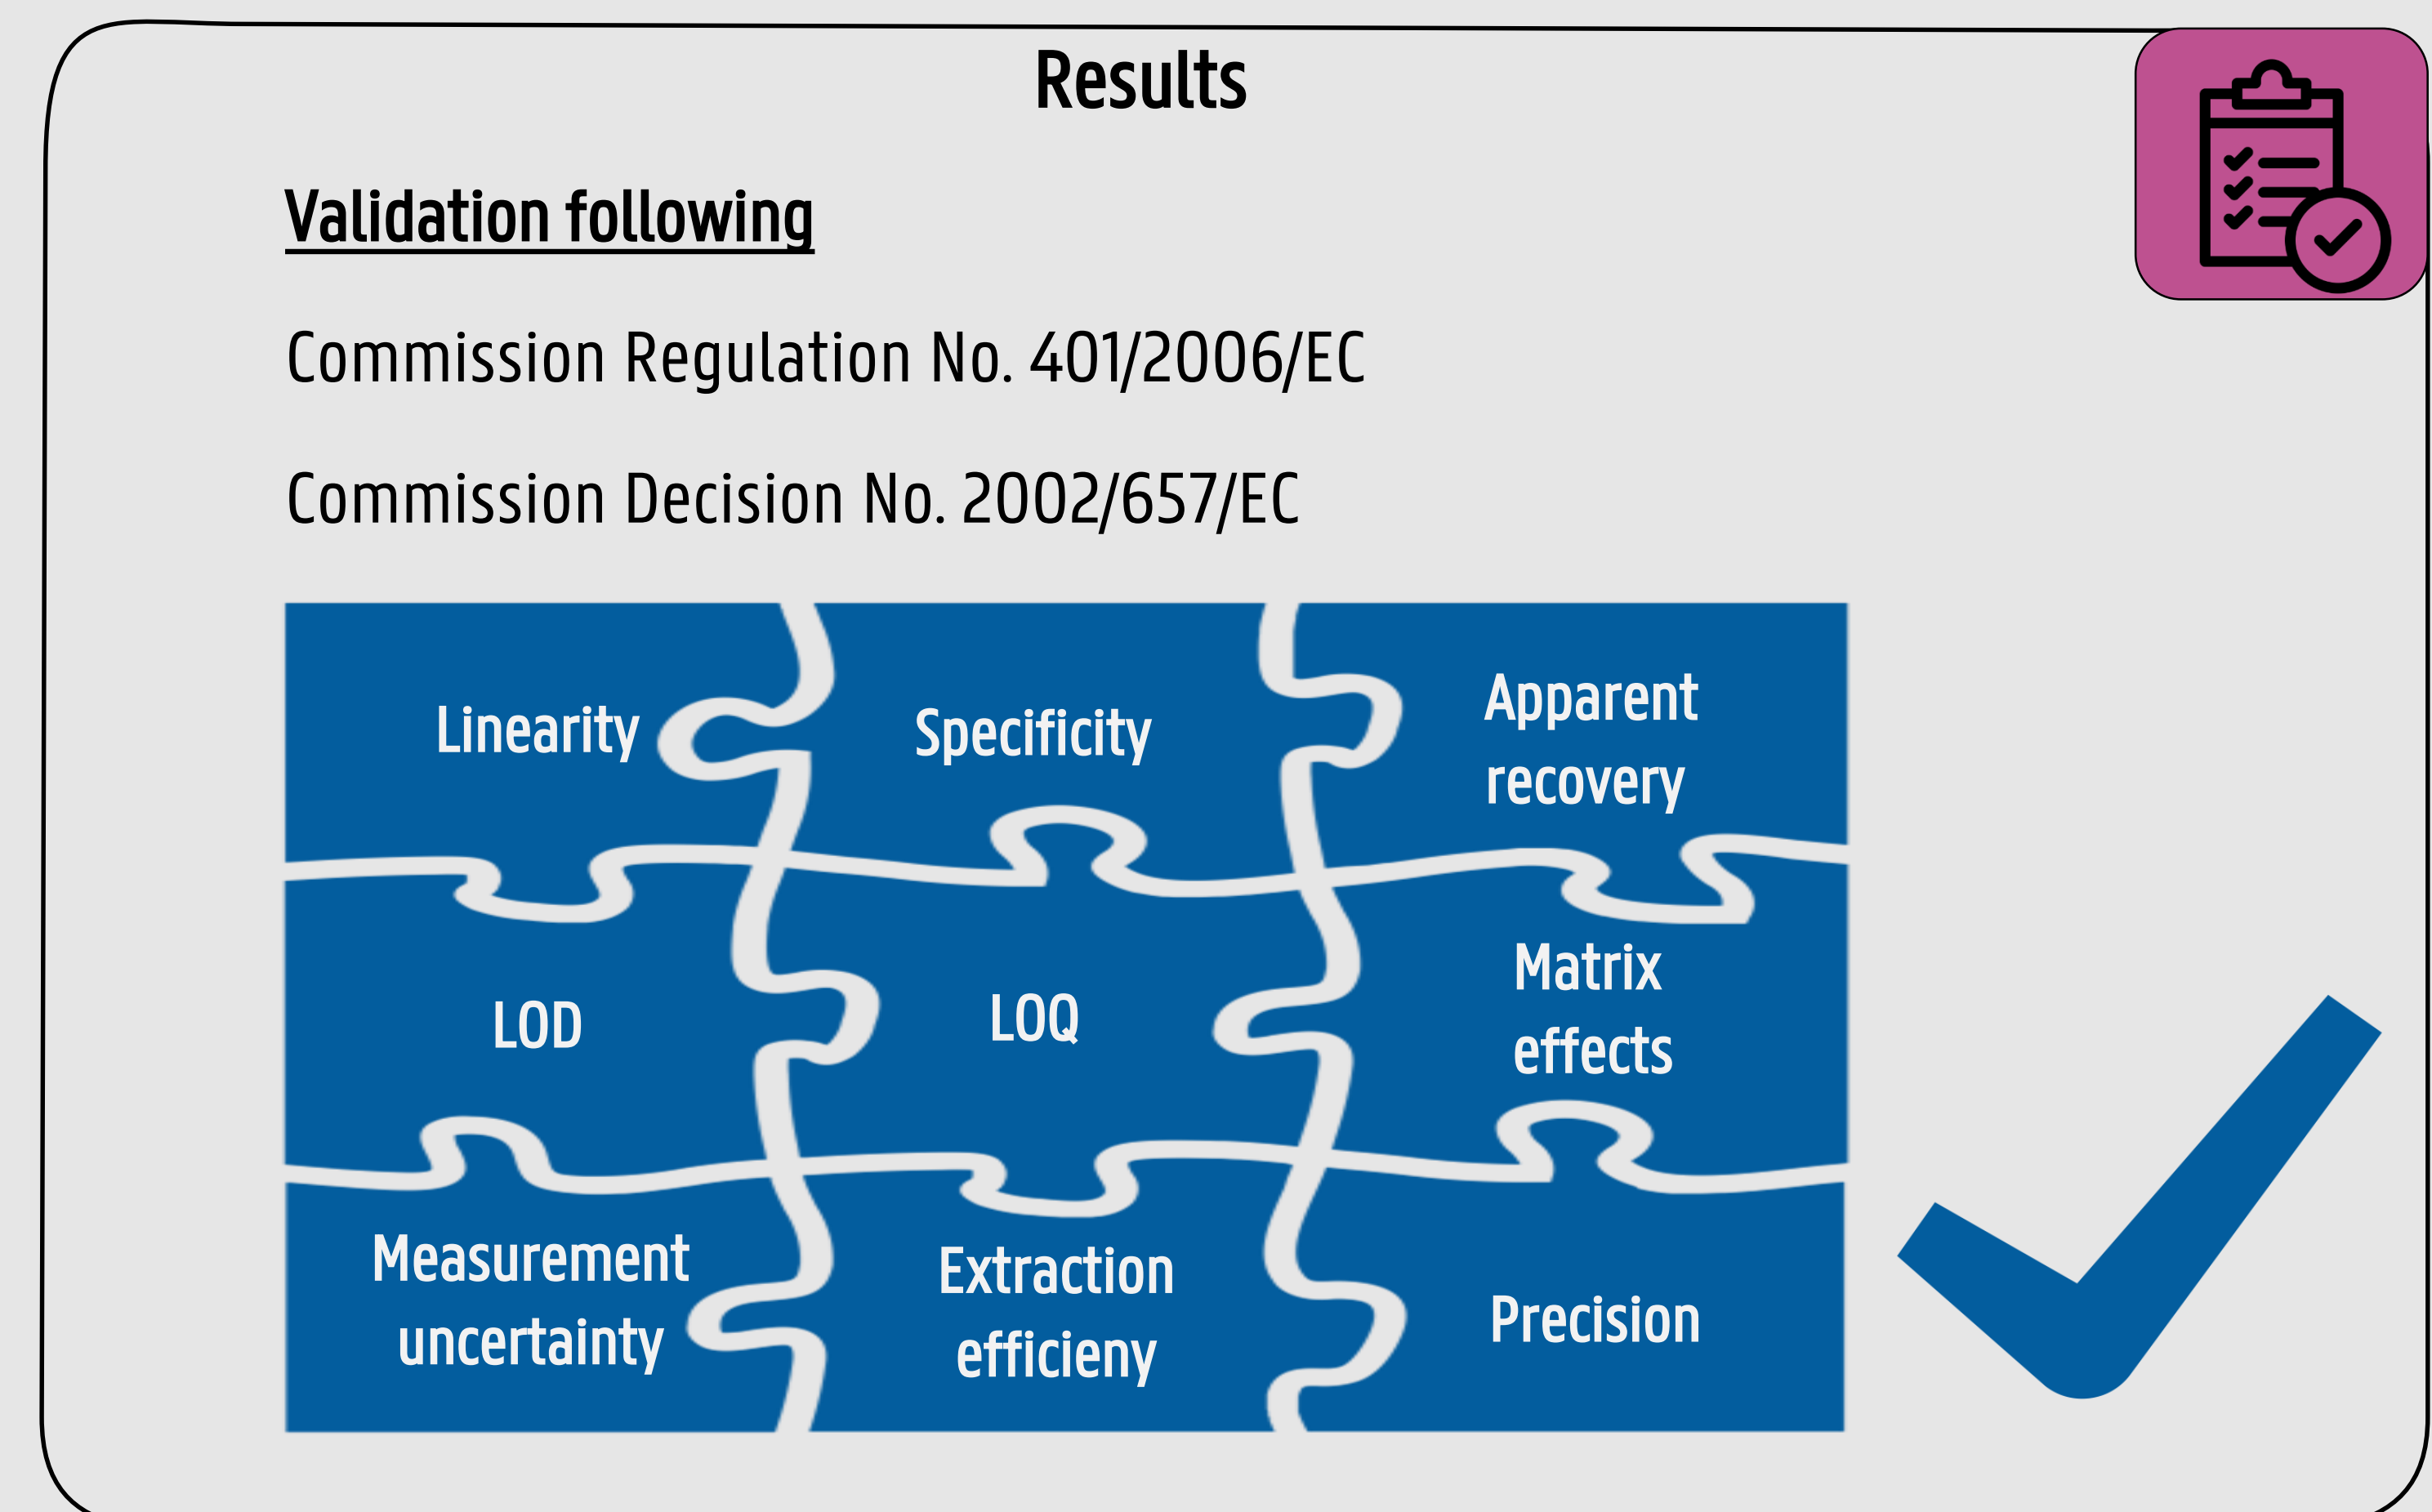 Results
Validation following
Commission Regulation No. 401/2006/EC
Commission Decision No. 2002/657/EC
Linearity
Specificity
Apparent
recovery
LOD
LOQ
Matrix
effects
Measurement
uncertainty
Extraction
efficieny
Precision